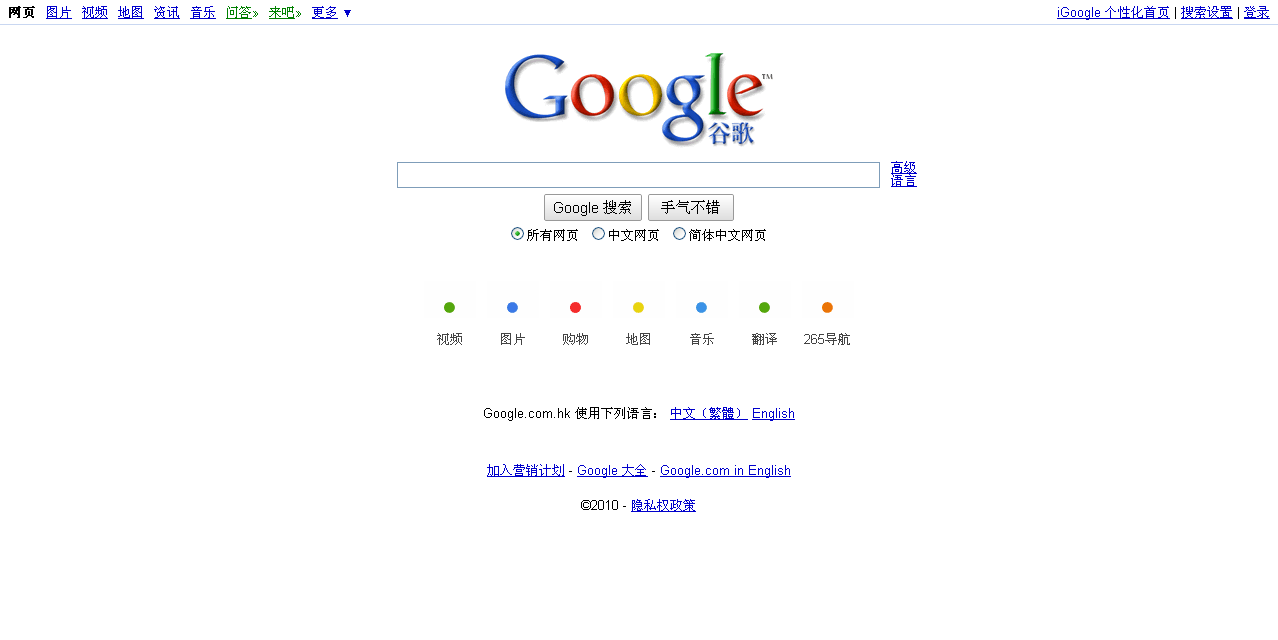 网页 图片 视频 地图 资讯 音乐 问答» 来吧» 更多 ▼ iGoogle 个性化首页 | 搜索设置 | 登录
Google™
谷歌
高级
语言
Google 搜索 手气不错
所有网页 中文网页 简体中文网页
视频 图片 购物 地图 音乐 翻译 265导航
Google.com.hk 使用下列语言： 中文（繁體） English
加入营销计划 - Google 大全 - Google.com in English
©2010 - 隐私权政策